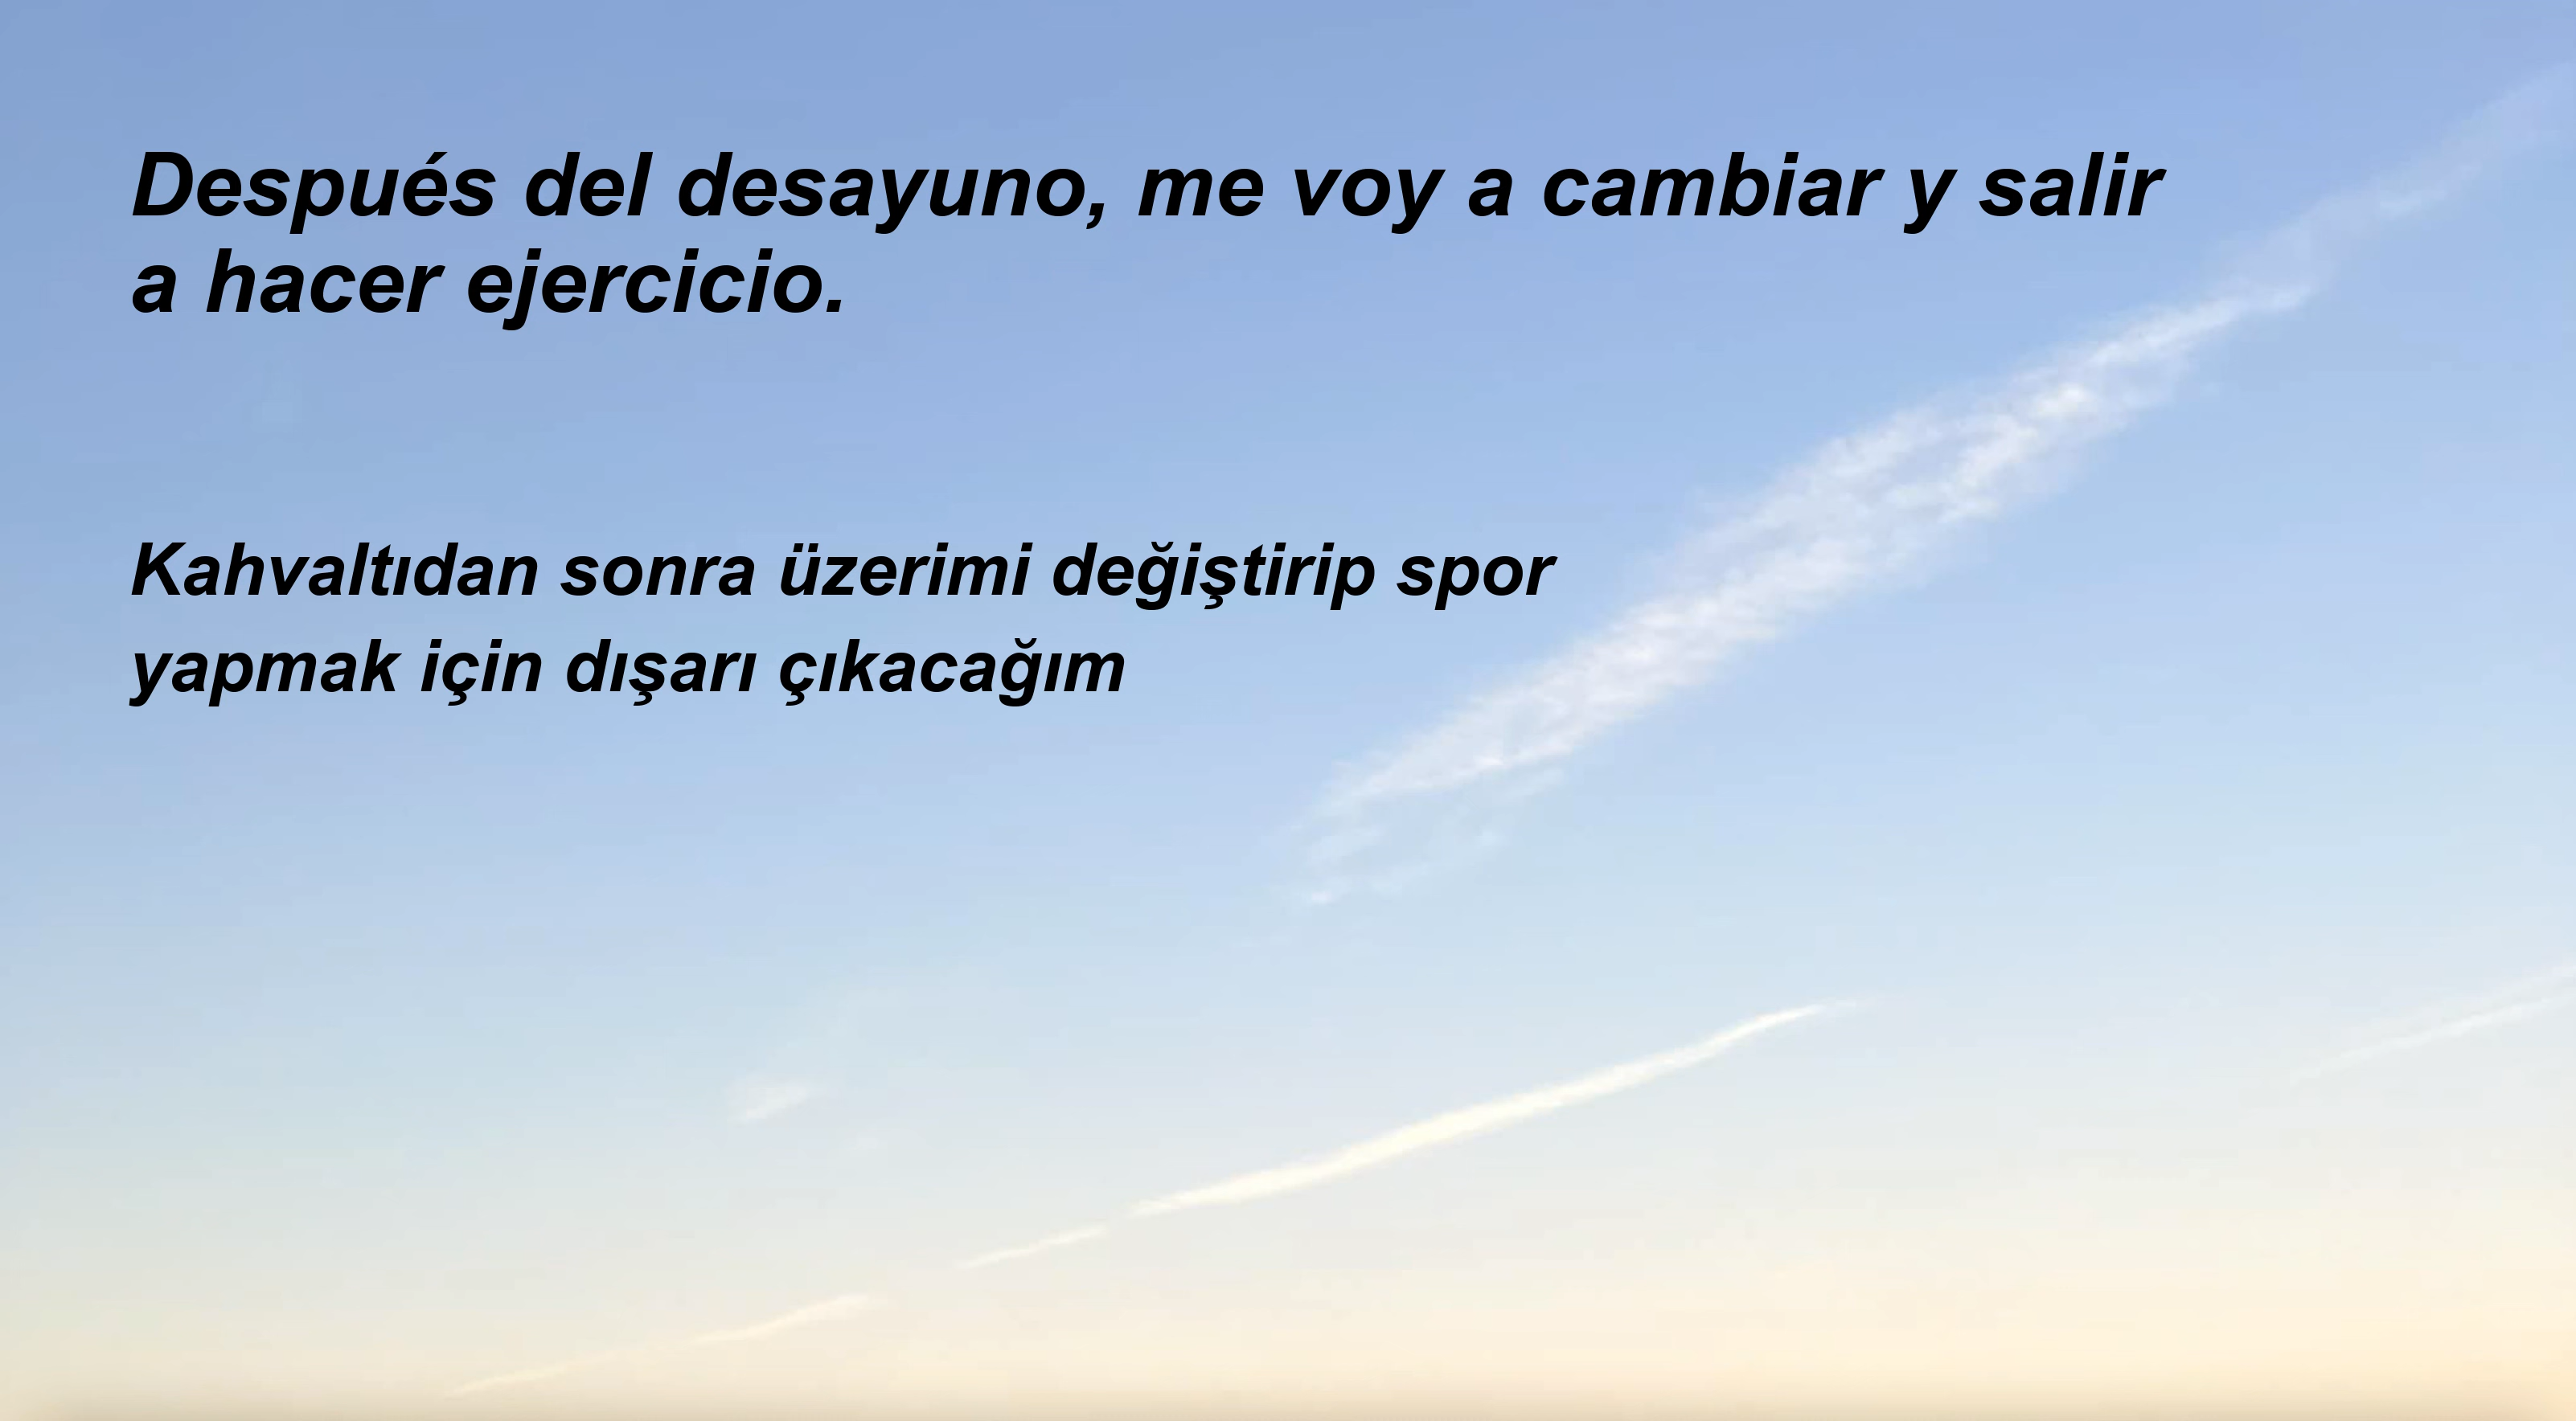 Después del desayuno, me voy a cambiar y salir
a hacer ejercicio.
Kahvaltıdan sonra üzerimi değiştirip spor
yapmak için dışarı çıkacağım